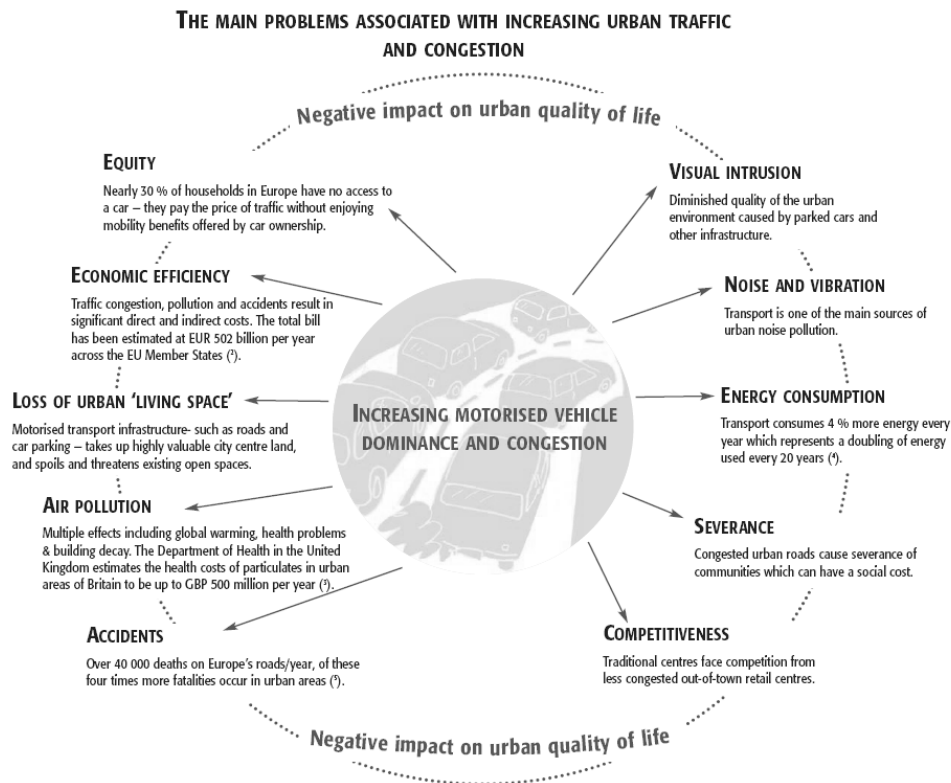 THE MAIN PROBLEMS ASSOCIATED WITH INCREASING URBAN TRAFFIC
AND CONGESTION
Negative impact on urban quality of life
EQUITY
Nearly 30 % of households in Europe have no access to
a car – they pay the price of traffic without enjoying
mobility benefits offered by car ownership.
ECONOMIC EFFICIENCY
Traffic congestion, pollution and accidents result in
significant direct and indirect costs. The total bill
has been estimated at EUR 502 billion per year
across the EU Member States (²).
LOSS OF URBAN ‘LIVING SPACE’
Motorised transport infrastructure- such as roads and
car parking – takes up highly valuable city centre land,
and spoils and threatens existing open spaces.
AIR POLLUTION
Multiple effects including global warming, health problems
& building decay. The Department of Health in the United
Kingdom estimates the health costs of particulates in urban
areas of Britain to be up to GBP 500 million per year (³).
ACCIDENTS
Over 40 000 deaths on Europe's roads/year, of these
four times more fatalities occur in urban areas (⁵).
INCREASING MOTORISED VEHICLE
DOMINANCE AND CONGESTION
VISUAL INTRUSION
Diminished quality of the urban
environment caused by parked cars and
other infrastructure.
NOISE AND VIBRATION
Transport is one of the main sources of
urban noise pollution.
ENERGY CONSUMPTION
Transport consumes 4 % more energy every
year which represents a doubling of energy
used every 20 years (⁴).
SEVERANCE
Congested urban roads cause severance of
communities which can have a social cost.
COMPETITIVENESS
Traditional centres face competition from
less congested out-of-town retail centres.
Negative impact on urban quality of life